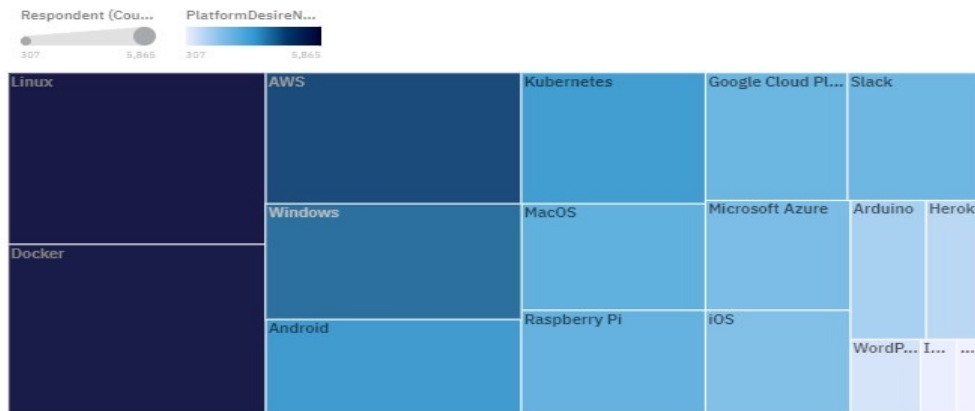 Respondent (Cou...
PlatformDesireN...
307
5,865
307
5,865
Linux
AWS
Kubernetes
Google Cloud Pl...
Slack
Windows
MacOS
Microsoft Azure
Arduino
Herok
Docker
Android
Raspberry Pi
iOS
WordP...
I...
...